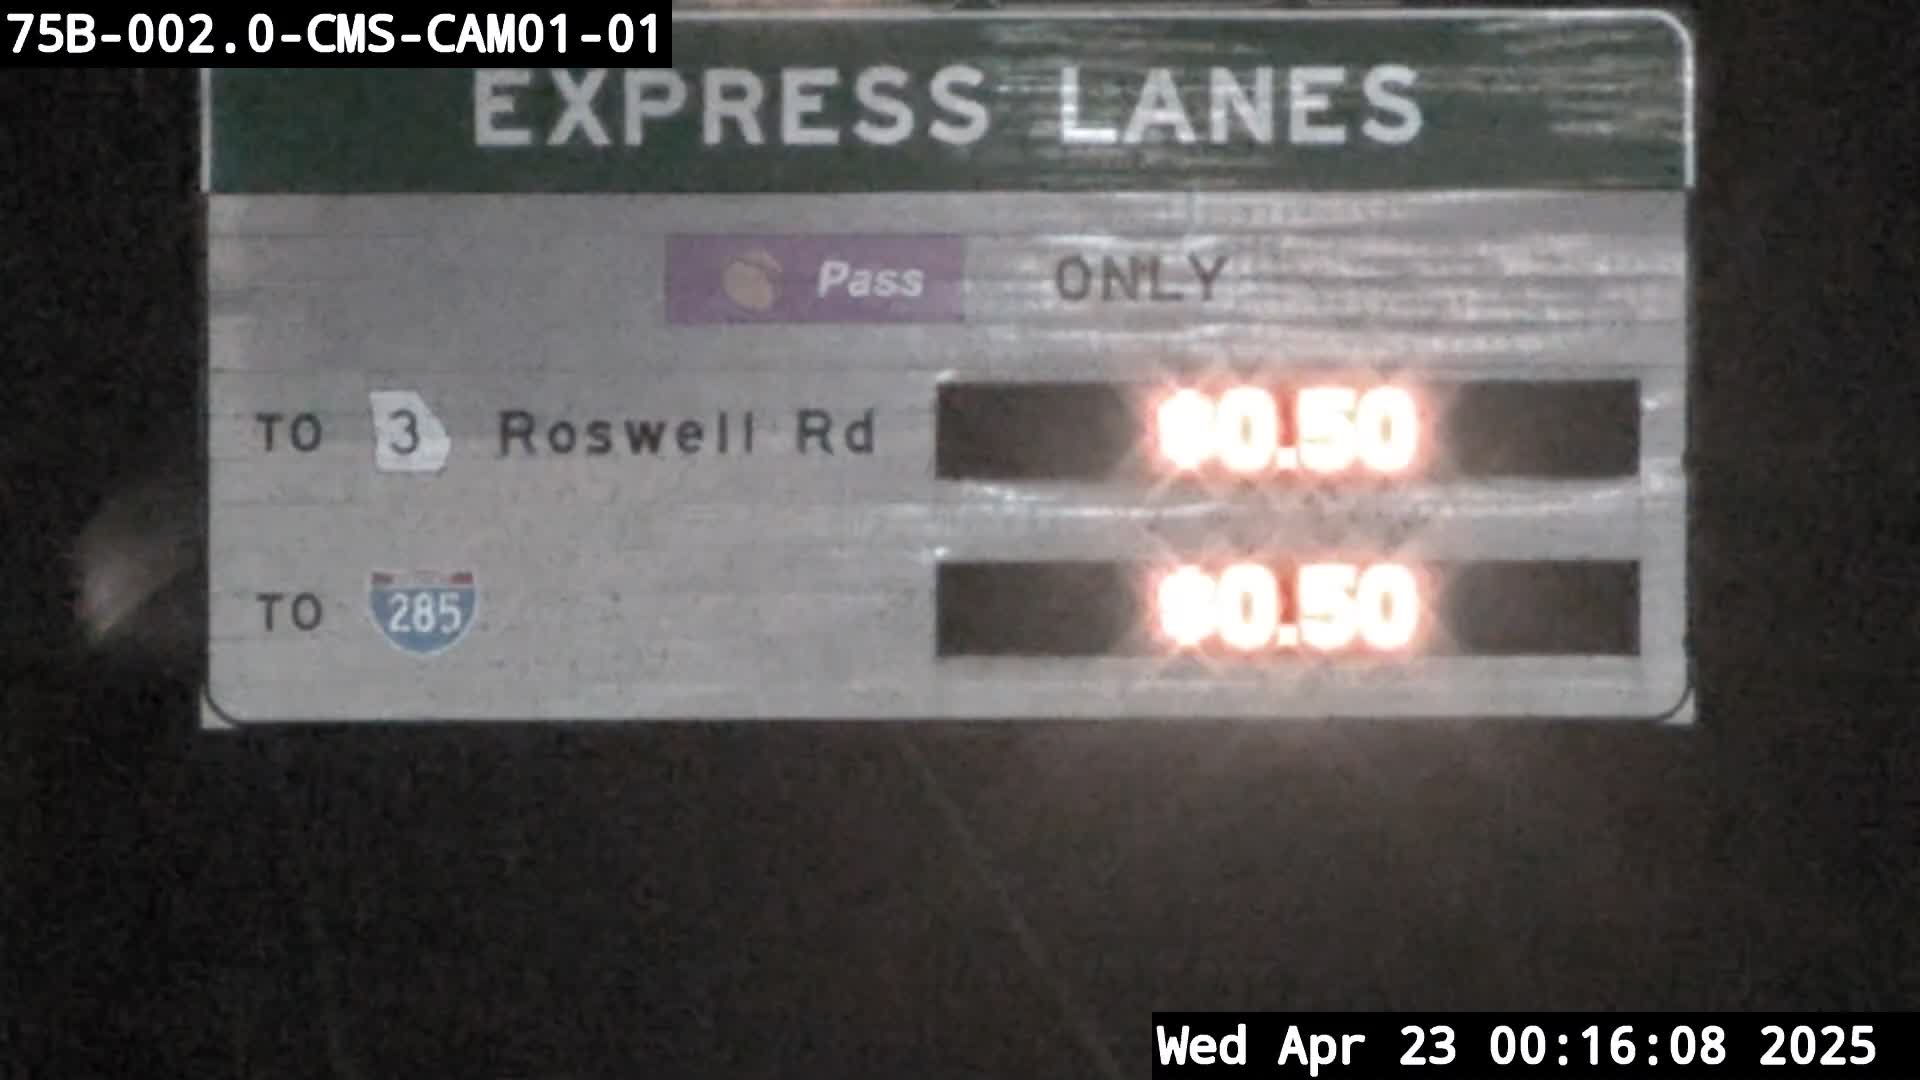 75B-002.0-CMS-CAM01-01
EXPRESS LANES
Pass ONLY
TO 3 Roswell Rd $0.50
TO 285 $0.50
Wed Apr 23 00:16:08 2025